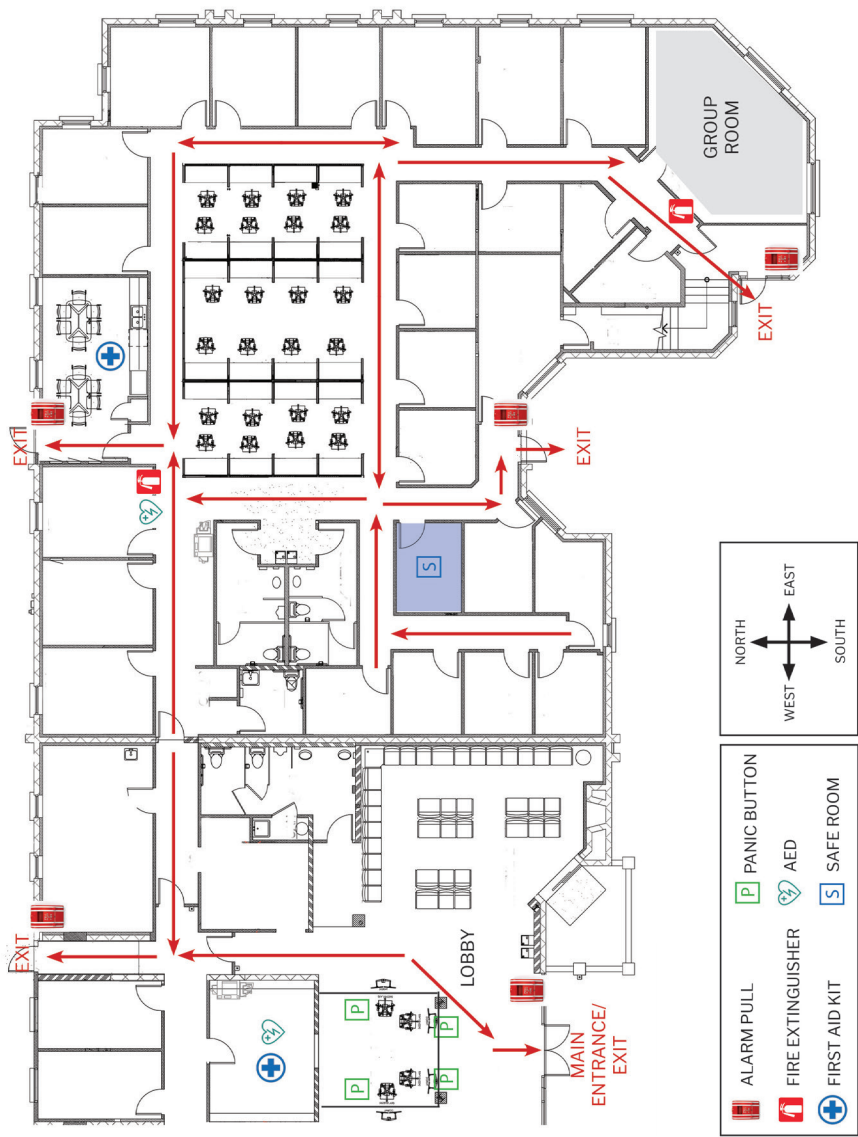 EXIT
EXIT
GROUP
ROOM
EXIT
EXIT
S
LOBBY
P
P
P
P
MAIN
ENTRANCE/
EXIT
NORTH
WEST
EAST
SOUTH
ALARM PULL
P PANIC BUTTON
FIRE EXTINGUISHER
AED
FIRST AID KIT
S SAFE ROOM